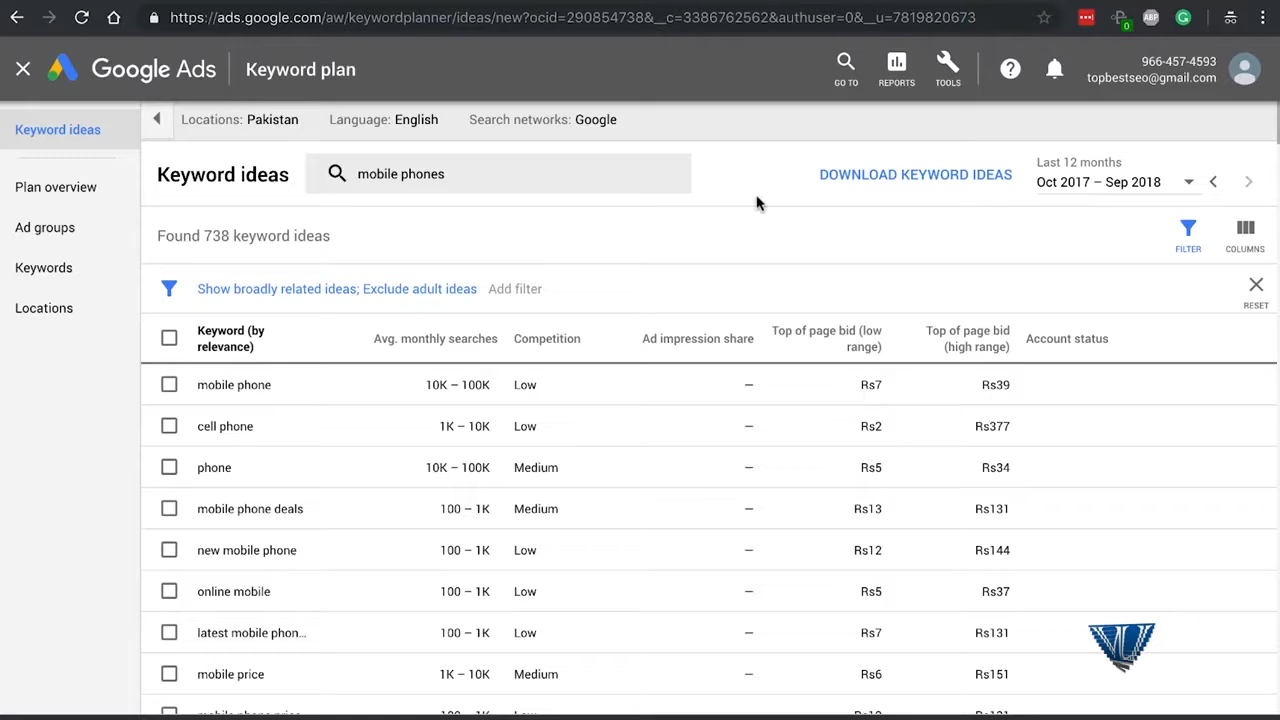 https://ads.google.com/aw/keywordplanner/ideas/new?ocid=290854738&__c=3386762562&authuser=0&__u=7819820673
ABP
0
Google Ads
Keyword plan
GO TO
REPORTS
TOOLS
966-457-4593
topbestseo@gmail.com
Keyword ideas
Plan overview
Ad groups
Keywords
Locations
Locations: Pakistan Language: English Search networks: Google
Keyword ideas
mobile phones
DOWNLOAD KEYWORD IDEAS
Last 12 months
Oct 2017 – Sep 2018
Found 738 keyword ideas
FILTER
COLUMNS
Show broadly related ideas; Exclude adult ideas Add filter
RESET
Keyword (by relevance) Avg. monthly searches Competition Ad impression share Top of page bid (low range) Top of page bid (high range) Account status
mobile phone 10K – 100K Low – Rs7 Rs39
cell phone 1K – 10K Low – Rs2 Rs377
phone 10K – 100K Medium – Rs5 Rs34
mobile phone deals 100 – 1K Medium – Rs13 Rs131
new mobile phone 100 – 1K Low – Rs12 Rs144
online mobile 100 – 1K Low – Rs5 Rs37
latest mobile phon... 100 – 1K Low – Rs7 Rs131
mobile price 1K – 10K Medium – Rs6 Rs151